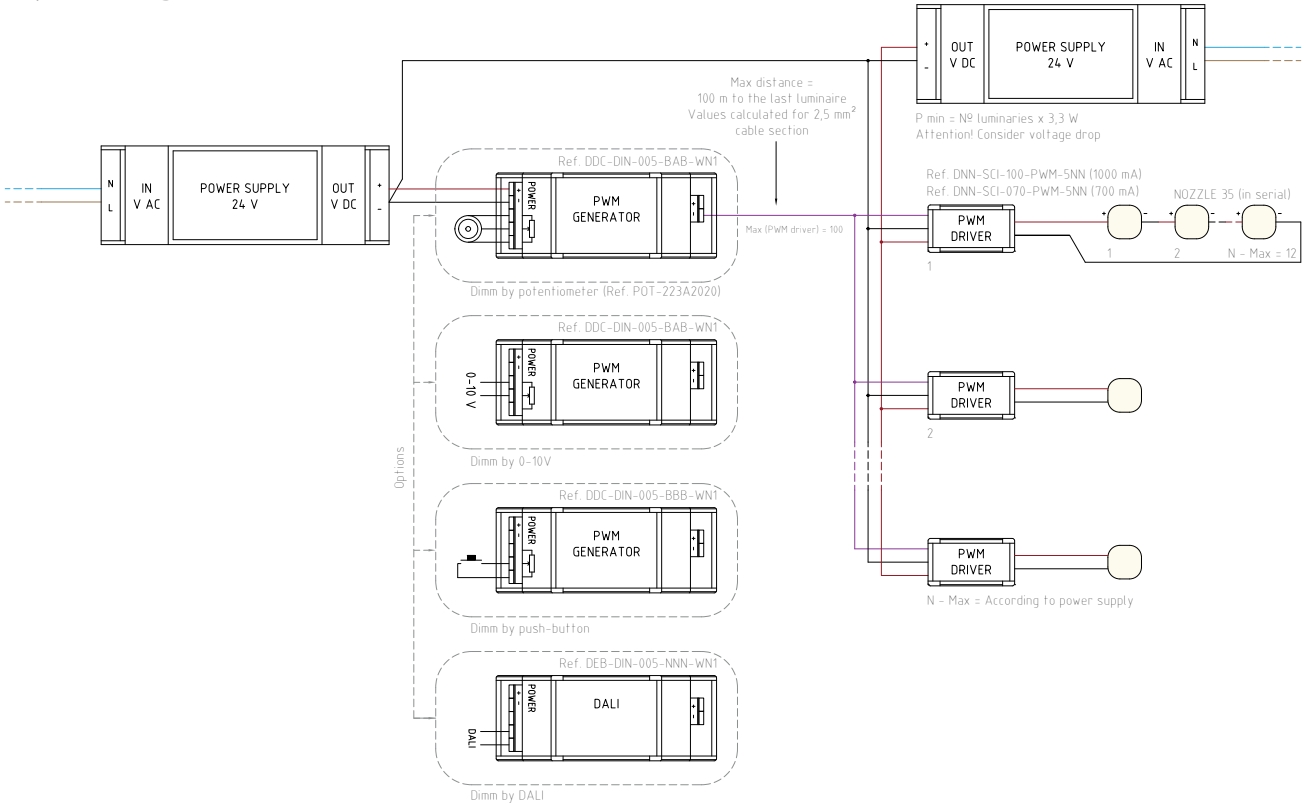 +
-
OUT
V DC
POWER SUPPLY
24 V
IN
V AC
N
L
P min = Nº luminaries x 3,3 W
Attention! Consider voltage drop
Max distance =
100 m to the last luminaire
Values calculated for 2,5 mm²
cable section
N
L
IN
V AC
POWER SUPPLY
24 V
OUT
V DC
+
-
Ref. DDC-DIN-005-BAB-WN1
POWER
+
-
PWM
GENERATOR
+
-
Dimm by potentiometer (Ref. POT-223A2020)
Max (PWM driver) = 100
Ref. DNN-SCI-100-PWM-5NN (1000 mA)
Ref. DNN-SCI-070-PWM-5NN (700 mA)
NOZZLE 35 (in serial)
PWM
DRIVER
1
+ - + - + -
1
2
N - Max = 12
Ref. DDC-DIN-005-BAB-WN1
0-10 V
POWER
+
-
PWM
GENERATOR
+
-
Dimm by 0-10V
PWM
DRIVER
2
Options
Ref. DDC-DIN-005-BBB-WN1
POWER
+
-
PWM
GENERATOR
+
-
Dimm by push-button
PWM
DRIVER
N - Max = According to power supply
Ref. DEB-DIN-005-NNN-WN1
DALI
POWER
+
-
DALI
+
-
Dimm by DALI